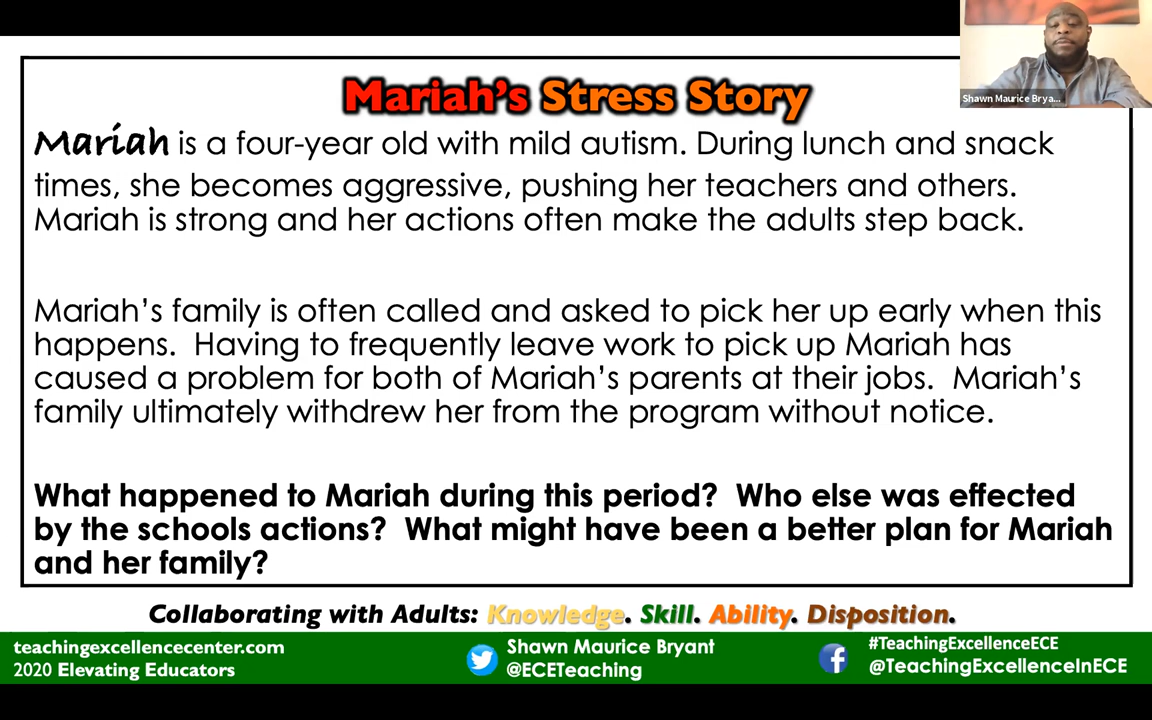 Shawn Maurice Brya...
Mariah's Stress Story
Mariah is a four-year old with mild autism. During lunch and snack
times, she becomes aggressive, pushing her teachers and others.
Mariah is strong and her actions often make the adults step back.
Mariah's family is often called and asked to pick her up early when this
happens. Having to frequently leave work to pick up Mariah has
caused a problem for both of Mariah's parents at their jobs. Mariah's
family ultimately withdrew her from the program without notice.
What happened to Mariah during this period? Who else was effected
by the schools actions? What might have been a better plan for Mariah
and her family?
Collaborating with Adults: Knowledge. Skill. Ability. Disposition.
teachingexcellencecenter.com
2020 Elevating Educators
Shawn Maurice Bryant
@ECETeaching
#TeachingExcellenceECE
@TeachingExcellenceInECE